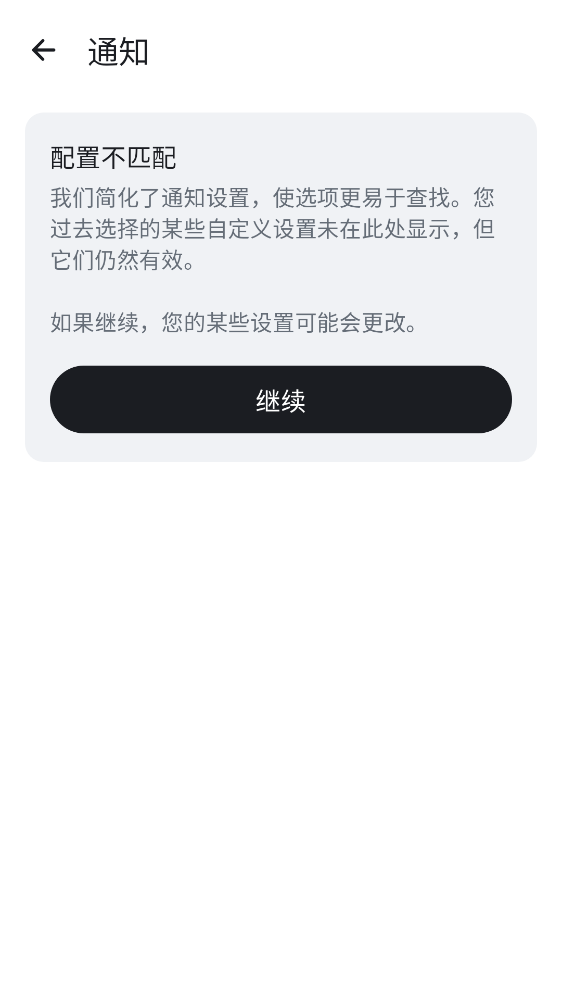 通知
配置不匹配
我们简化了通知设置，使选项更易于查找。您
过去选择的某些自定义设置未在此处显示，但
它们仍然有效。
如果继续，您的某些设置可能会更改。
继续